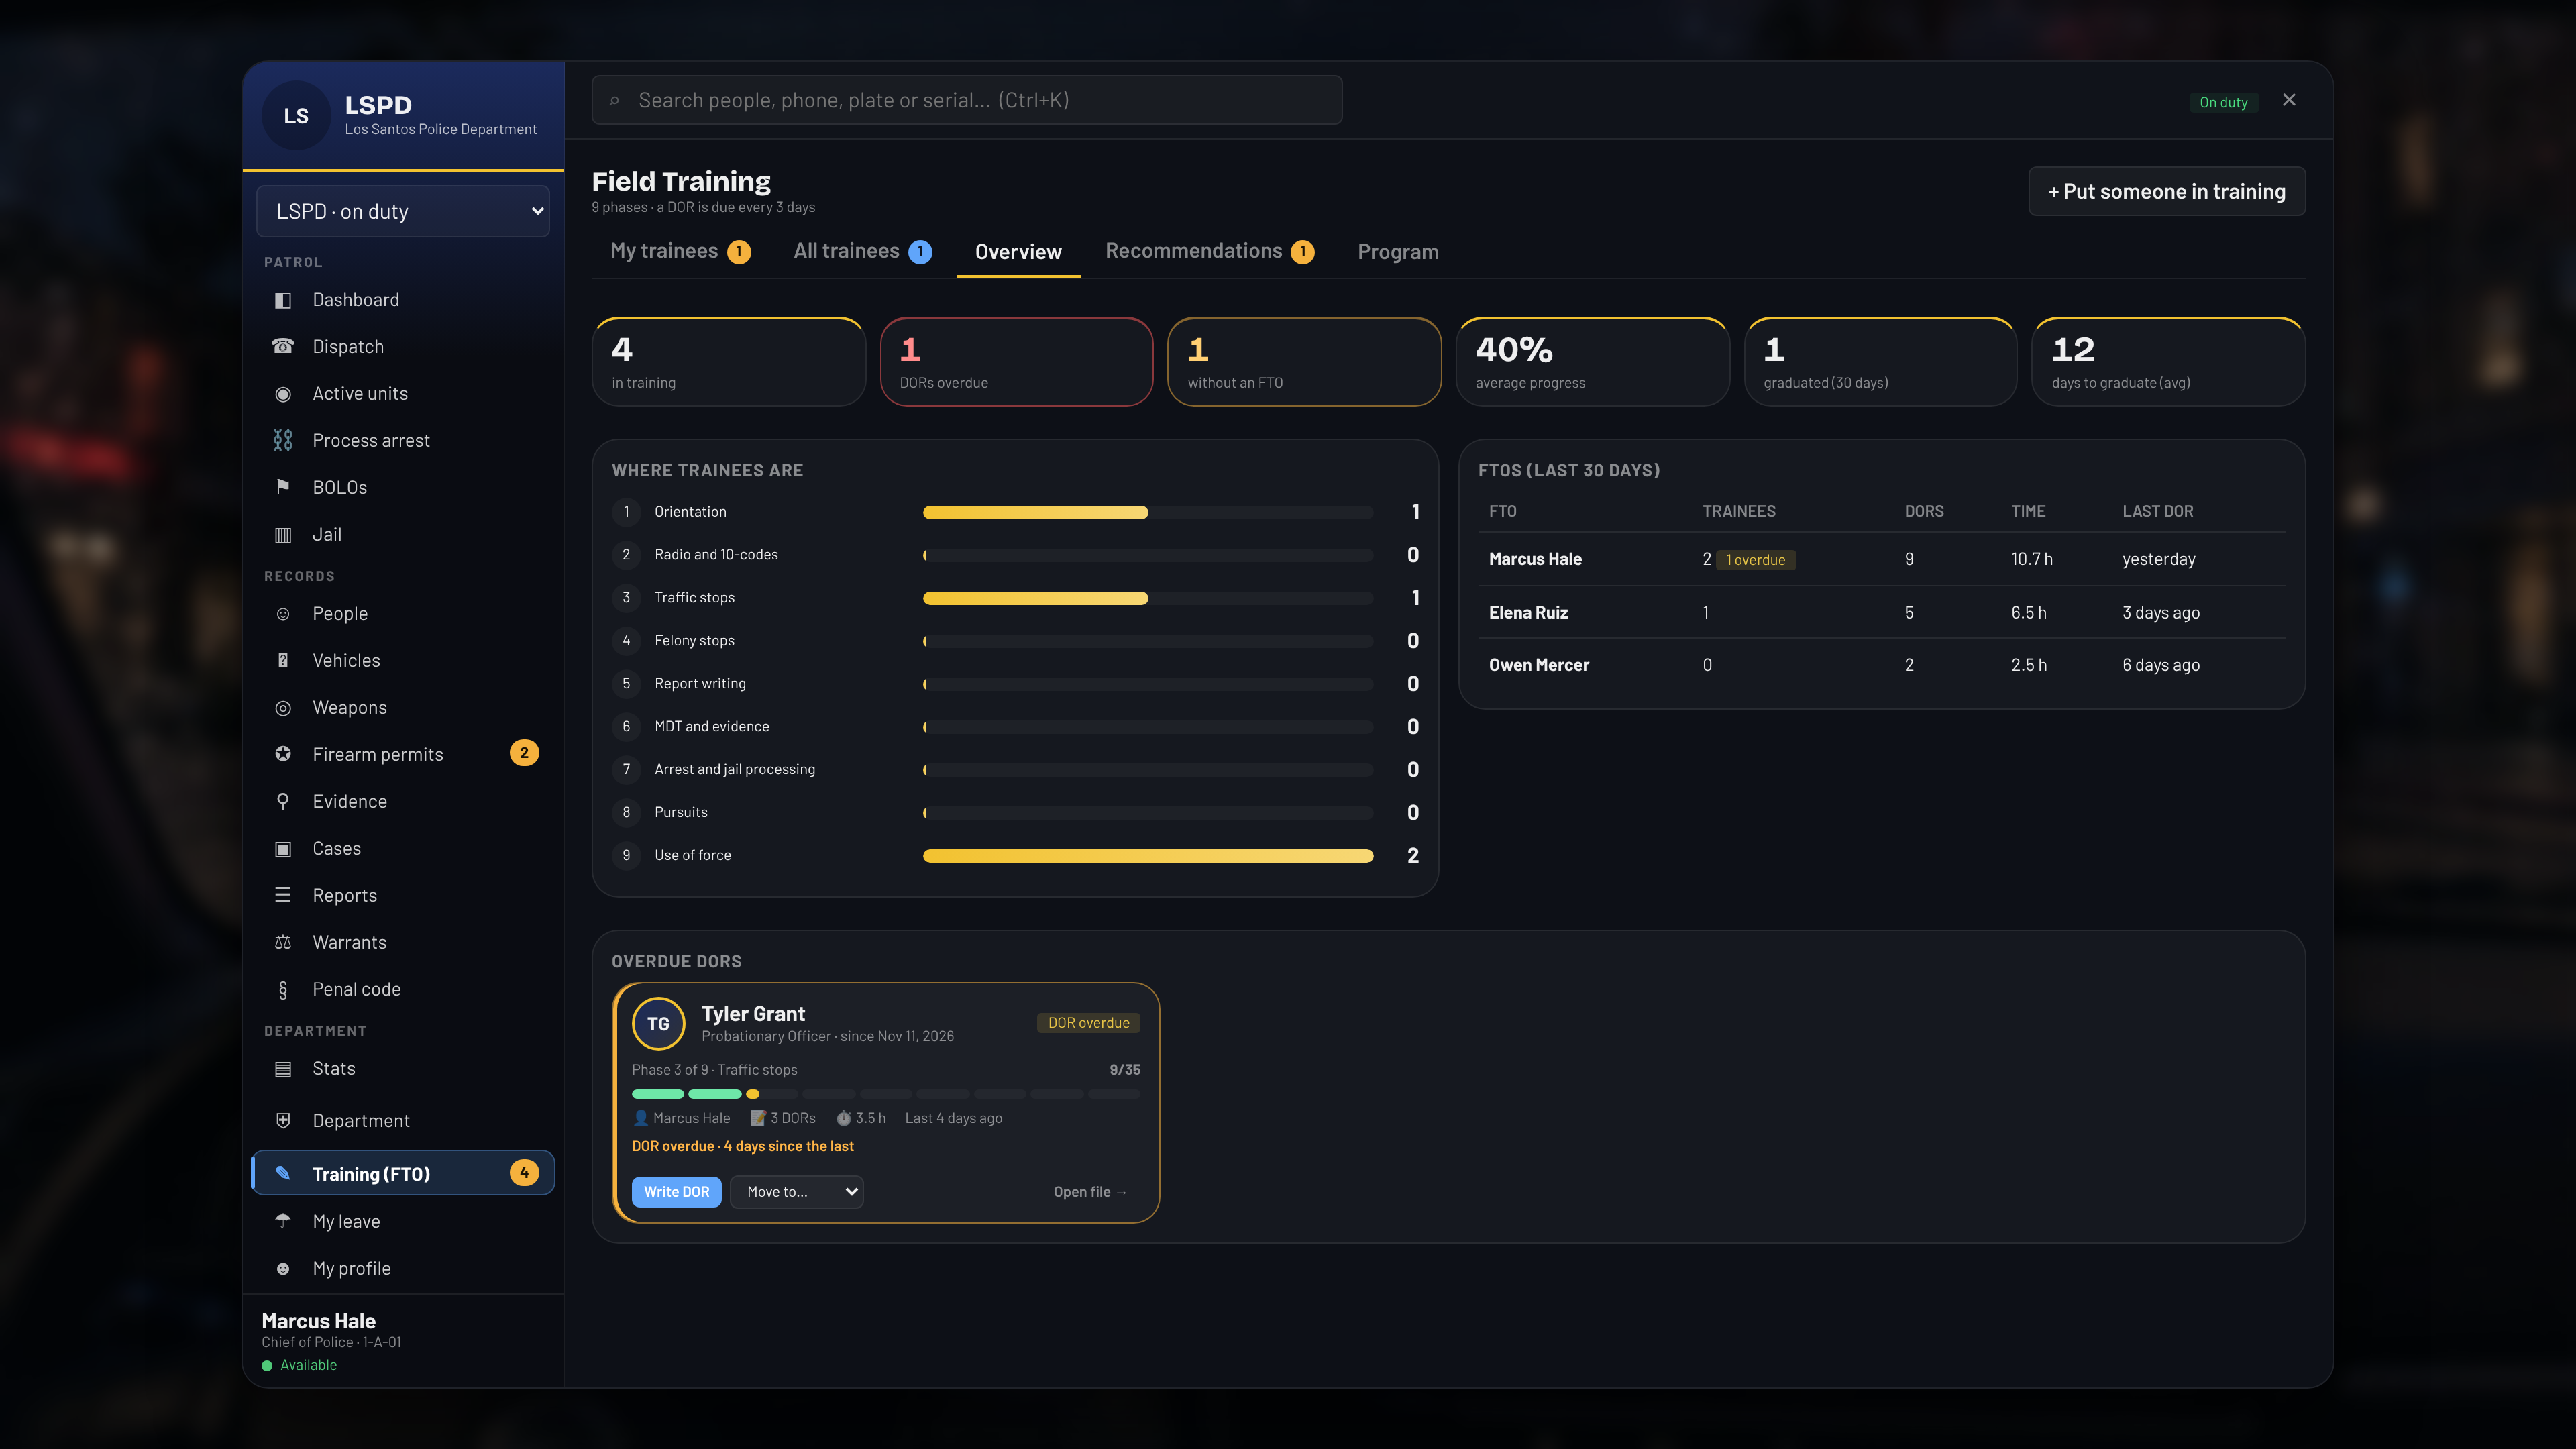 LS
LSPD
Los Santos Police Department
LSPD · on duty
PATROL
Dashboard
Dispatch
Active units
Process arrest
BOLOs
Jail
RECORDS
People
Vehicles
Weapons
Firearm permits 2
Evidence
Cases
Reports
Warrants
§ Penal code
DEPARTMENT
Stats
Department
Training (FTO) 4
My leave
My profile
Marcus Hale
Chief of Police · 1-A-01
Available
Search people, phone, plate or serial... (Ctrl+K)
On duty ×
Field Training
9 phases · a DOR is due every 3 days
+ Put someone in training
My trainees 1 All trainees 1 Overview Recommendations 1 Program
4
in training
1
DORs overdue
1
without an FTO
40%
average progress
1
graduated (30 days)
12
days to graduate (avg)
WHERE TRAINEES ARE
1 Orientation 1
2 Radio and 10-codes 0
3 Traffic stops 1
4 Felony stops 0
5 Report writing 0
6 MDT and evidence 0
7 Arrest and jail processing 0
8 Pursuits 0
9 Use of force 2
FTOS (LAST 30 DAYS)
FTO TRAINEES DORS TIME LAST DOR
Marcus Hale 2 1 overdue 9 10.7 h yesterday
Elena Ruiz 1 5 6.5 h 3 days ago
Owen Mercer 0 2 2.5 h 6 days ago
OVERDUE DORS
TG
Tyler Grant
Probationary Officer · since Nov 11, 2026
DOR overdue
Phase 3 of 9 · Traffic stops 9/35
Marcus Hale 3 DORs 3.5 h Last 4 days ago
DOR overdue · 4 days since the last
Write DOR Move to... Open file →